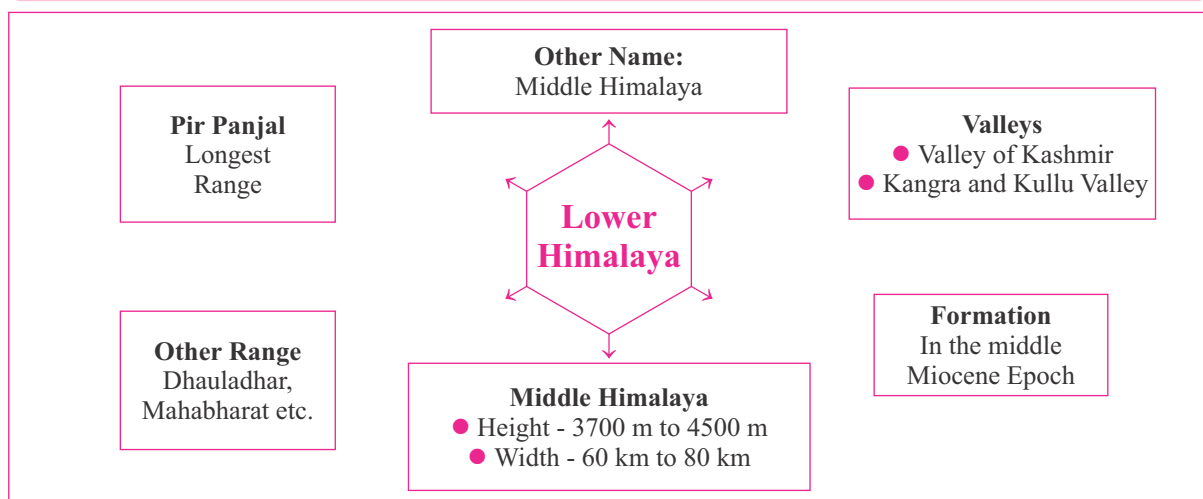 Other Name:
Middle Himalaya
Pir Panjal
Longest
Range
Valleys
● Valley of Kashmir
● Kangra and Kullu Valley
Lower
Himalaya
Other Range
Dhauladhar,
Mahabharat etc.
Formation
In the middle
Miocene Epoch
Middle Himalaya
● Height - 3700 m to 4500 m
● Width - 60 km to 80 km